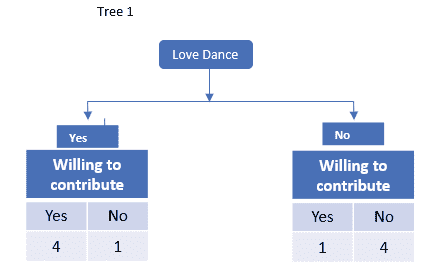 Tree 1
Love Dance
Yes
No
Willing to
contribute
Willing to
contribute
Yes No
Yes No
4 1
1 4